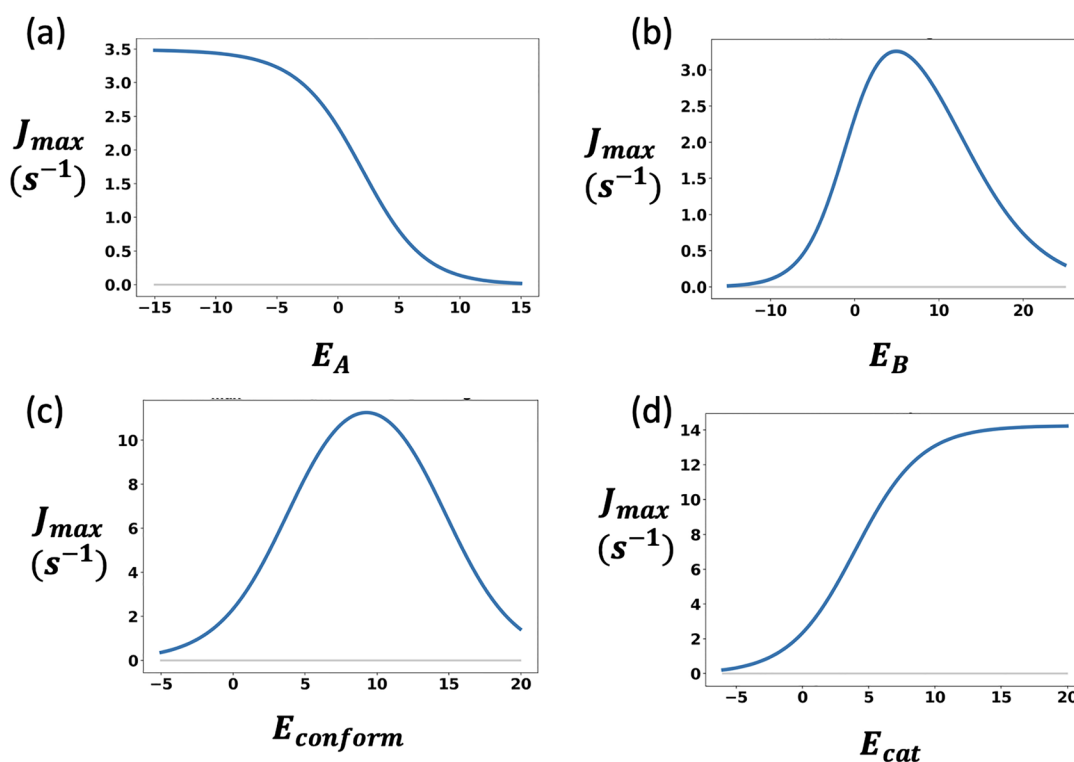 (a)
3.5
3.0
2.5
2.0
1.5
1.0
0.5
0.0
J_max
(s⁻¹)
−15 −10 −5 0 5 10 15
E_A
(b)
3.0
2.5
2.0
1.5
1.0
0.5
0.0
J_max
(s⁻¹)
−10 0 10 20
E_B
(c)
10
8
6
4
2
0
J_max
(s⁻¹)
−5 0 5 10 15 20
E_conform
(d)
14
12
10
8
6
4
2
0
J_max
(s⁻¹)
−5 0 5 10 15 20
E_cat